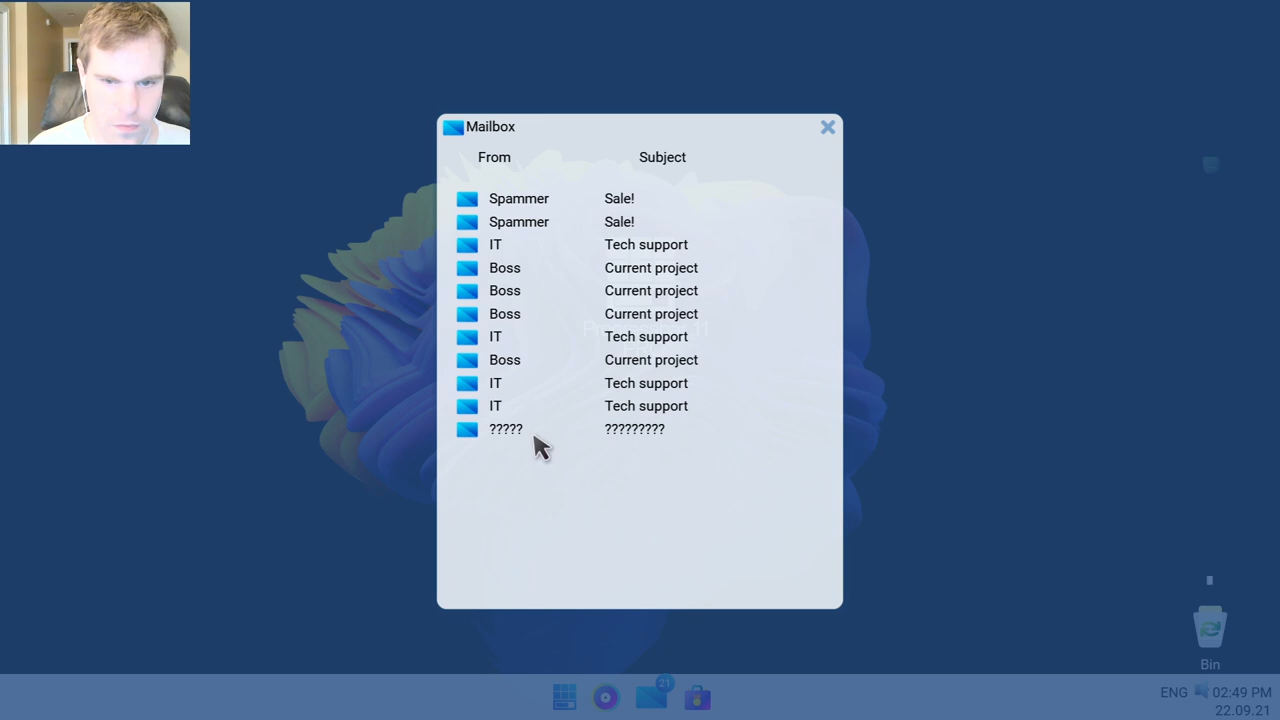 Mailbox
From Subject
Spammer Sale!
Spammer Sale!
IT Tech support
Boss Current project
Boss Current project
Boss Current project
IT Tech support
Boss Current project
IT Tech support
IT Tech support
????? ?????????
Bin
21
ENG 02:49 PM
22.09.21